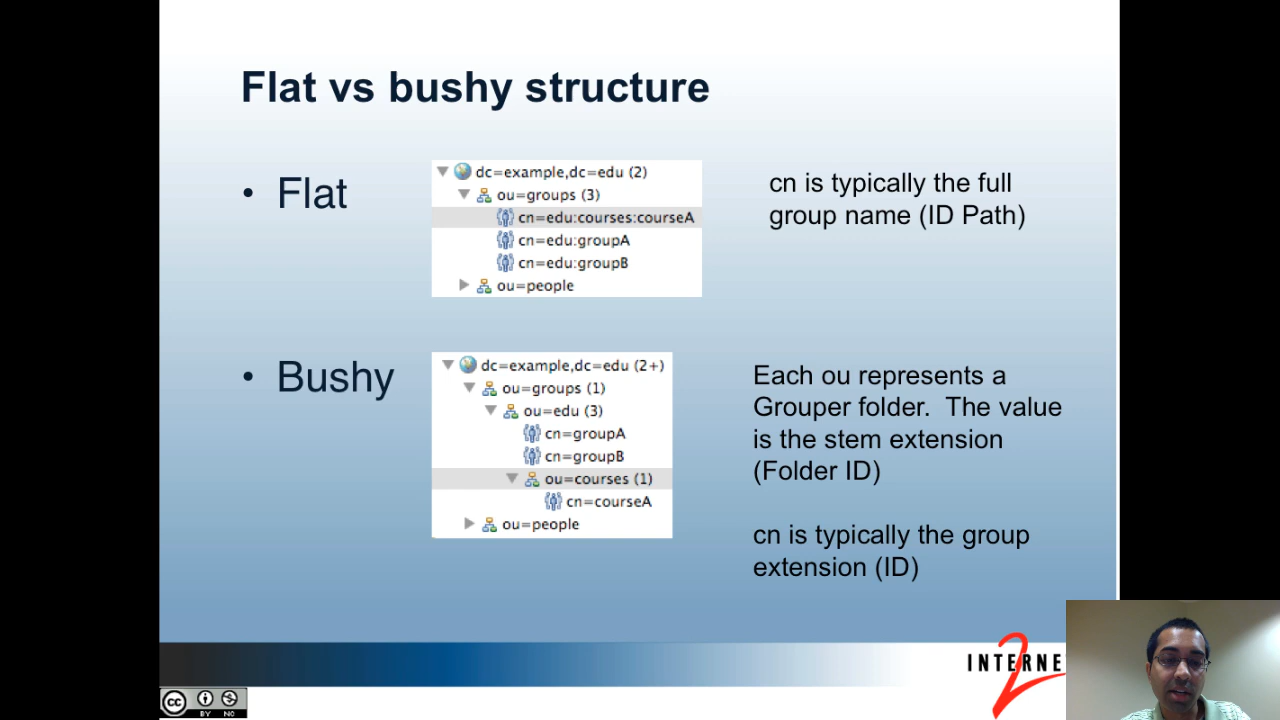 Flat vs bushy structure
• Flat
dc=example,dc=edu (2)
ou=groups (3)
cn=edu:courses:courseA
cn=edu:groupA
cn=edu:groupB
ou=people
cn is typically the full
group name (ID Path)
• Bushy
dc=example,dc=edu (2+)
ou=groups (1)
ou=edu (3)
cn=groupA
cn=groupB
ou=courses (1)
cn=courseA
ou=people
Each ou represents a
Grouper folder.  The value
is the stem extension
(Folder ID)
cn is typically the group
extension (ID)
INTERNE
2
cc
BY NC